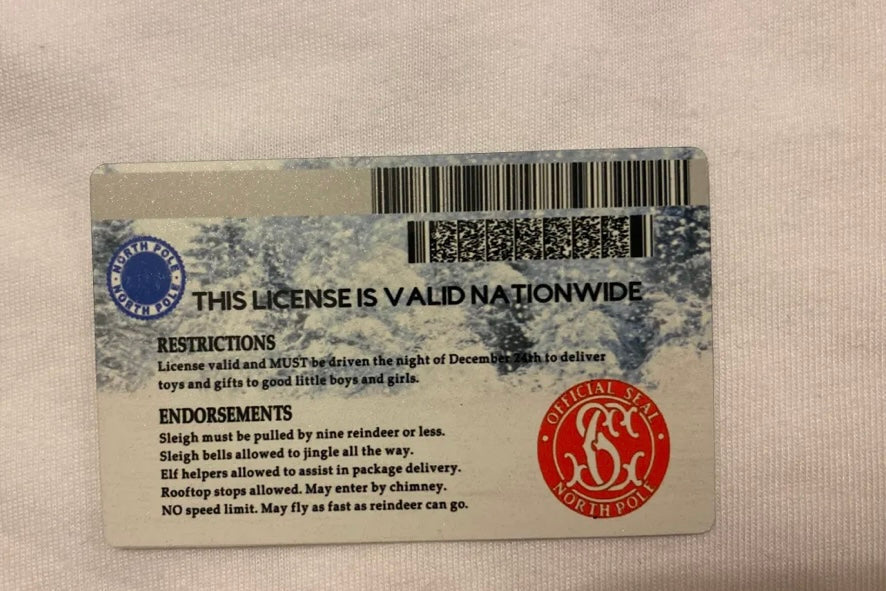 NORTH POLE
NORTH POLE
THIS LICENSE IS VALID NATIONWIDE
RESTRICTIONS
License valid and MUST be driven the night of December 24th to deliver
toys and gifts to good little boys and girls.
ENDORSEMENTS
Sleigh must be pulled by nine reindeer or less.
Sleigh bells allowed to jingle all the way.
Elf helpers allowed to assist in package delivery.
Rooftop stops allowed. May enter by chimney.
NO speed limit. May fly as fast as reindeer can go.
OFFICIAL SEAL
NORTH POLE